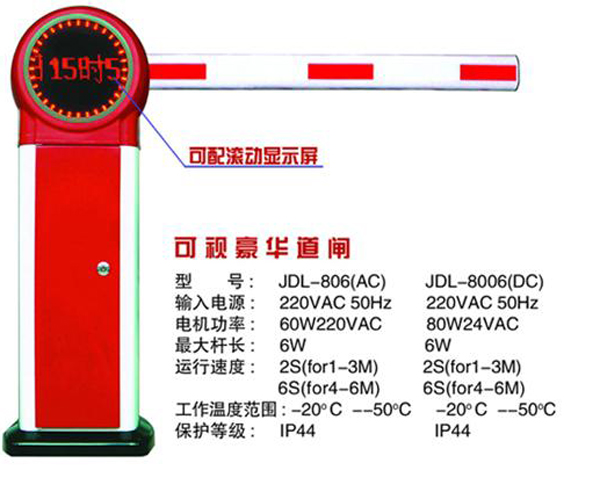 15时5
可配滚动显示屏
可视豪华道闸
型 号: JDL-806(AC) JDL-8006(DC)
输入电源: 220VAC 50Hz 220VAC 50Hz
电机功率: 60W220VAC 80W24VAC
最大杆长: 6W 6W
运行速度: 2S(for1-3M) 2S(for1-3M)
6S(for4-6M) 6S(for4-6M)
工作温度范围: -20°C --50°C -20°C --50°C
保护等级: IP44 IP44